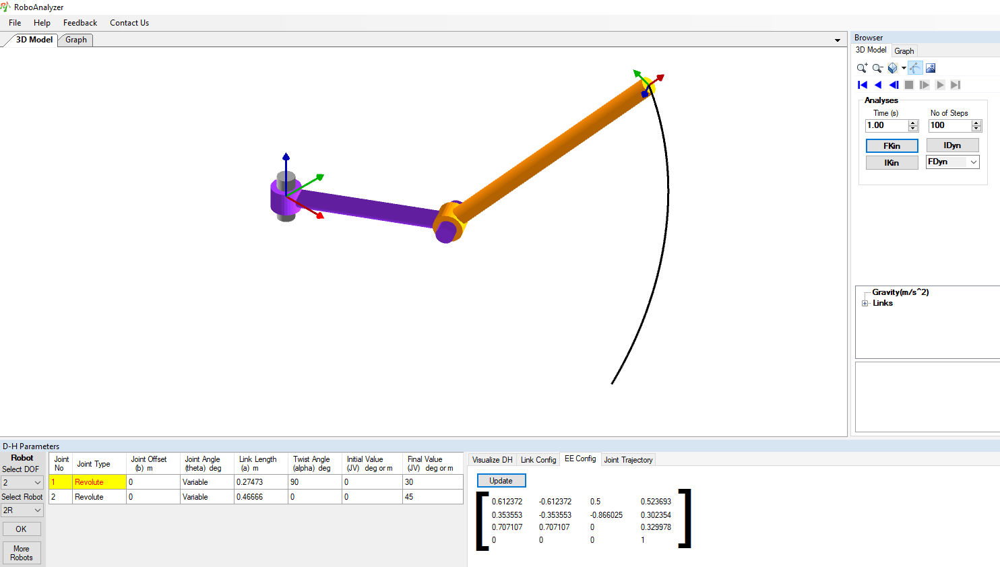 RoboAnalyzer
File Help Feedback Contact Us
3D Model Graph
Browser
3D Model Graph
Analyses
Time (s) No of Steps
1.00 100
FKin IDyn
IKin FDyn
Gravity(m/s^2)
Links
D-H Parameters
Robot
Select DOF
2
Select Robot
2R
OK
More
Robots
Joint No Joint Type Joint Offset (b) m Joint Angle (theta) deg Link Length (a) m Twist Angle (alpha) deg Initial Value (JV) deg or m Final Value (JV) deg or m
1 Revolute 0 Variable 0.27473 90 0 30
2 Revolute 0 Variable 0.46666 0 0 45
Visualize DH Link Config EE Config Joint Trajectory
Update
0.612372 -0.612372 0.5 0.523693
0.353553 -0.353553 -0.866025 0.302354
0.707107 0.707107 0 0.329978
0 0 0 1